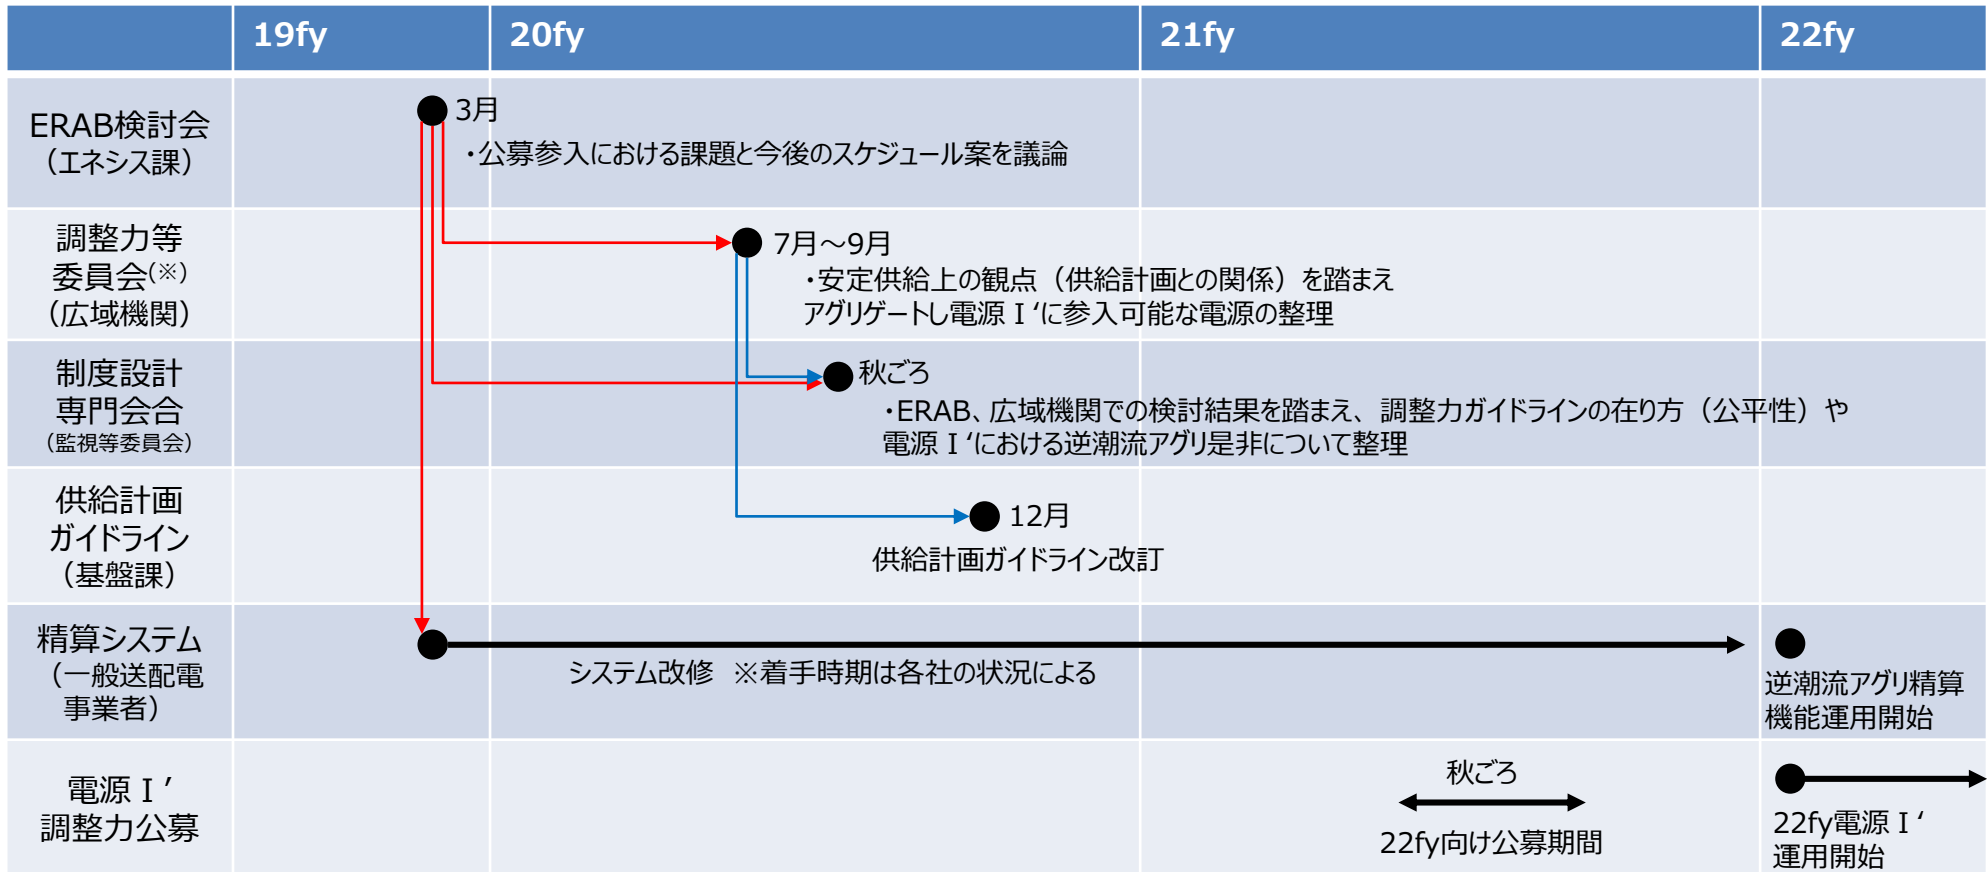 19fy
20fy
21fy
22fy
ERAB検討会
（エネシス課）
3月
・公募参入における課題と今後のスケジュール案を議論
調整力等
委員会(※)
（広域機関）
7月～9月
・安定供給上の観点（供給計画との関係）を踏まえ
アグリゲートし電源Ⅰ‘に参入可能な電源の整理
制度設計
専門会合
（監視等委員会）
秋ごろ
・ERAB、広域機関での検討結果を踏まえ、調整力ガイドラインの在り方（公平性）や
電源Ⅰ‘における逆潮流アグリ是非について整理
供給計画
ガイドライン
（基盤課）
12月
供給計画ガイドライン改訂
精算システム
（一般送配電
事業者）
システム改修　※着手時期は各社の状況による
逆潮流アグリ精算
機能運用開始
電源Ⅰ’
調整力公募
秋ごろ
22fy向け公募期間
22fy電源Ⅰ‘
運用開始